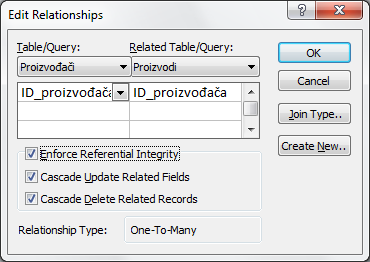 Edit Relationships
Table/Query: Related Table/Query:
Proizvođači Proizvodi
ID_proizvođača ID_proizvođača
Enforce Referential Integrity
Cascade Update Related Fields
Cascade Delete Related Records
Relationship Type: One-To-Many
OK
Cancel
Join Type..
Create New..